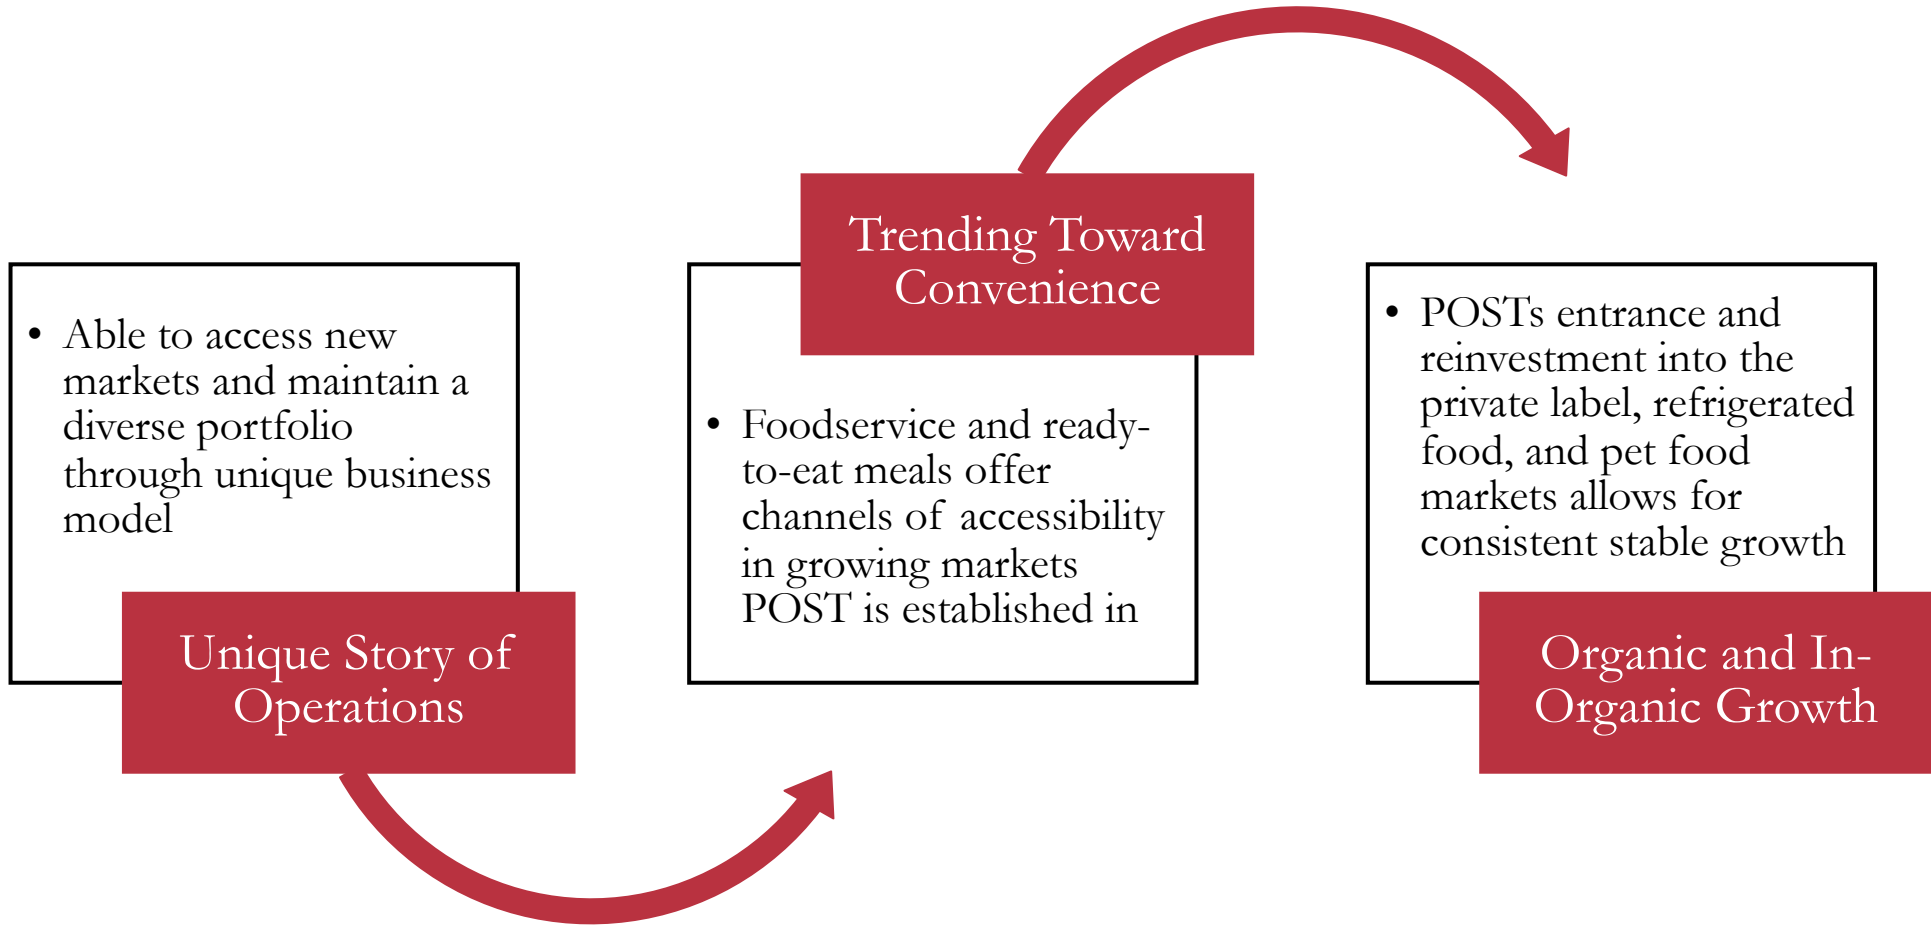 • Able to access new
markets and maintain a
diverse portfolio
through unique business
model
Unique Story of
Operations
Trending Toward
Convenience
• Foodservice and ready-
to-eat meals offer
channels of accessibility
in growing markets
POST is established in
• POSTs entrance and
reinvestment into the
private label, refrigerated
food, and pet food
markets allows for
consistent stable growth
Organic and In-
Organic Growth